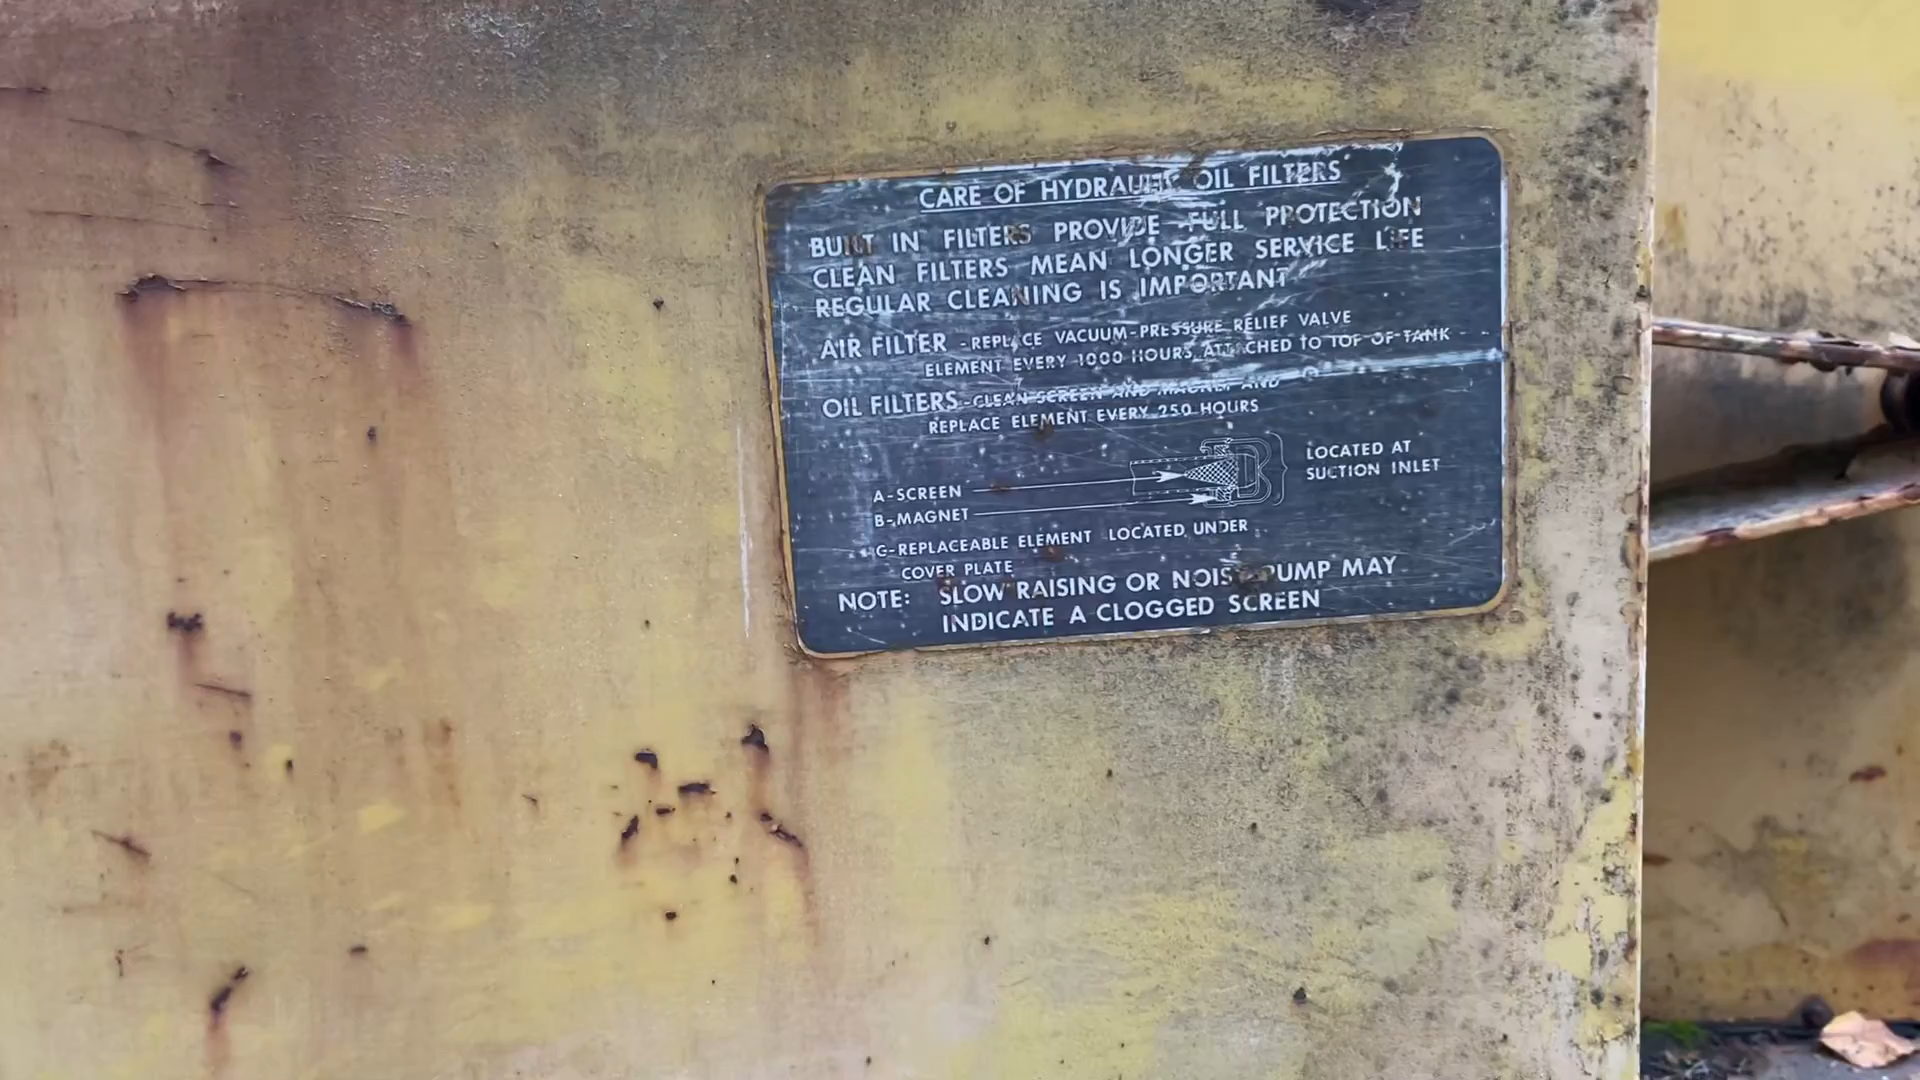 CARE OF HYDRAULIC OIL FILTERS
BUILT IN FILTERS PROVIDE FULL PROTECTION
CLEAN FILTERS MEAN LONGER SERVICE LIFE
REGULAR CLEANING IS IMPORTANT
AIR FILTER - REPLACE VACUUM-PRESSURE RELIEF VALVE
ELEMENT EVERY 1000 HOURS, ATTACHED TO TOP OF TANK
OIL FILTERS - CLEAN SCREEN AND MAGNET AND
REPLACE ELEMENT EVERY 250 HOURS
LOCATED AT
SUCTION INLET
A-SCREEN
B-MAGNET
C-REPLACEABLE ELEMENT LOCATED UNDER
COVER PLATE
NOTE: SLOW RAISING OR NOISY PUMP MAY
INDICATE A CLOGGED SCREEN